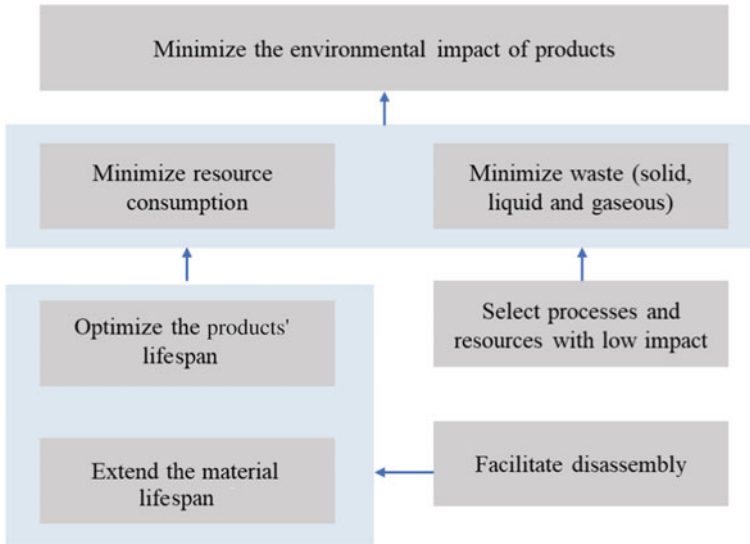 Minimize the environmental impact of products
Minimize resource
consumption
Minimize waste (solid,
liquid and gaseous)
Optimize the products'
lifespan
Select processes and
resources with low impact
Extend the material
lifespan
Facilitate disassembly